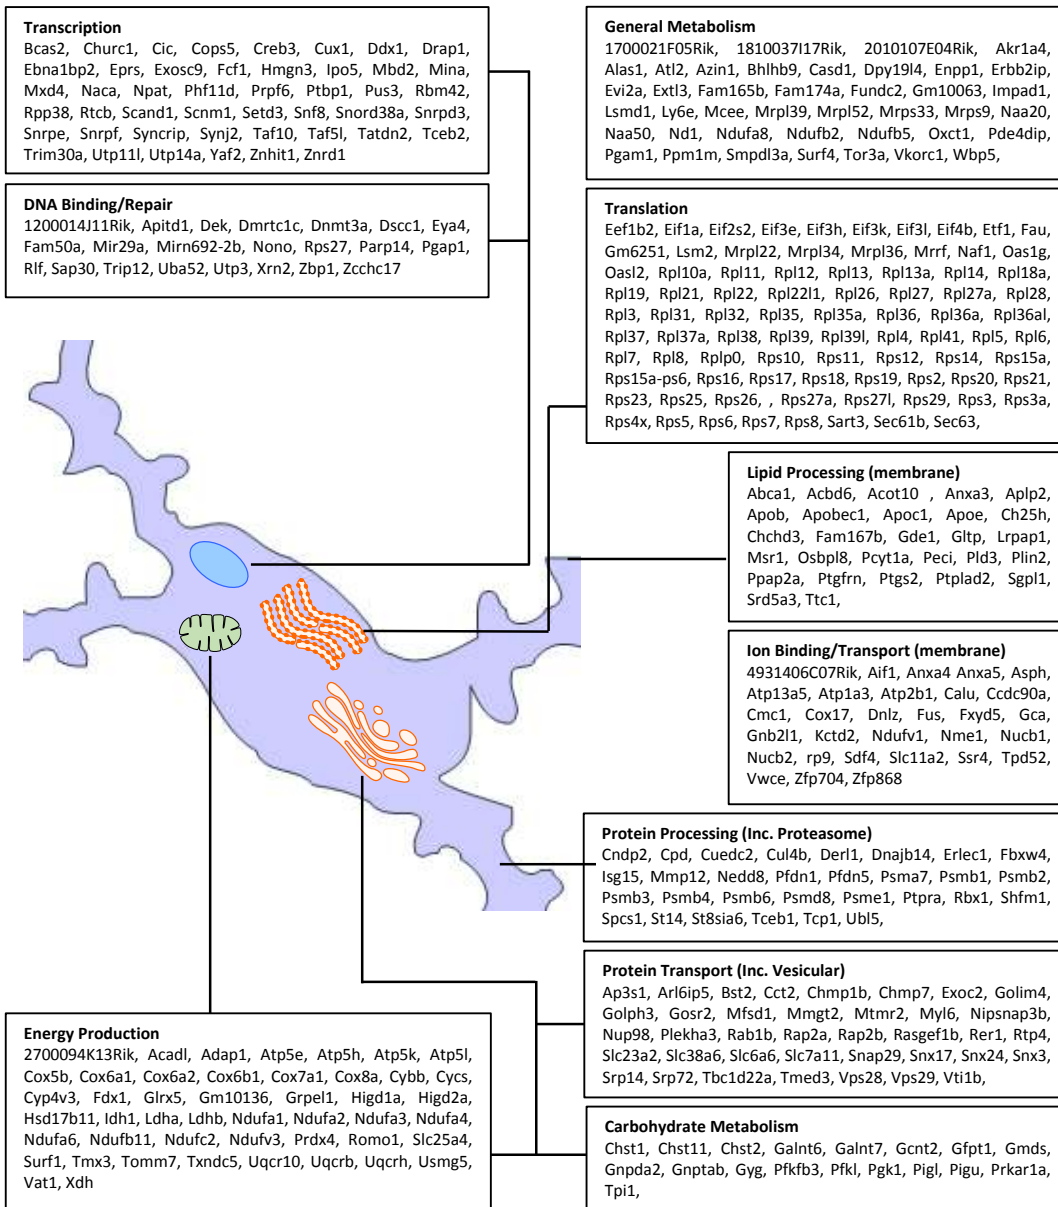 Transcription
Bcas2, Churc1, Cic, Cops5, Creb3, Cux1, Ddx1, Drap1,
Ebna1bp2, Eprs, Exosc9, Fcf1, Hmgn3, Ipo5, Mbd2, Mina,
Mxd4, Naca, Npat, Phf11d, Prpf6, Ptbp1, Pus3, Rbm42,
Rpp38, Rtcb, Scand1, Scnm1, Setd3, Snf8, Snord38a, Snrpd3,
Snrpe, Snrpf, Syncrip, Synj2, Taf10, Taf5l, Tatdn2, Tceb2,
Trim30a, Utp11l, Utp14a, Yaf2, Znhit1, Znrd1
DNA Binding/Repair
1200014J11Rik, Apitd1, Dek, Dmrtc1c, Dnmt3a, Dscc1, Eya4,
Fam50a, Mir29a, Mirn692-2b, Nono, Rps27, Parp14, Pgap1,
Rlf, Sap30, Trip12, Uba52, Utp3, Xrn2, Zbp1, Zcchc17
General Metabolism
1700021F05Rik, 1810037I17Rik, 2010107E04Rik, Akr1a4,
Alas1, Atl2, Azin1, Bhlhb9, Casd1, Dpy19l4, Enpp1, Erbb2ip,
Evi2a, Extl3, Fam165b, Fam174a, Fundc2, Gm10063, Impad1,
Lsmd1, Ly6e, Mcee, Mrpl39, Mrpl52, Mrps33, Mrps9, Naa20,
Naa50, Nd1, Ndufa8, Ndufb2, Ndufb5, Oxct1, Pde4dip,
Pgam1, Ppm1m, Smpdl3a, Surf4, Tor3a, Vkorc1, Wbp5,
Translation
Eef1b2, Eif1a, Eif2s2, Eif3e, Eif3h, Eif3k, Eif3l, Eif4b, Etf1, Fau,
Gm6251, Lsm2, Mrpl22, Mrpl34, Mrpl36, Mrrf, Naf1, Oas1g,
Oasl2, Rpl10a, Rpl11, Rpl12, Rpl13, Rpl13a, Rpl14, Rpl18a,
Rpl19, Rpl21, Rpl22, Rpl22l1, Rpl26, Rpl27, Rpl27a, Rpl28,
Rpl3, Rpl31, Rpl32, Rpl35, Rpl35a, Rpl36, Rpl36a, Rpl36al,
Rpl37, Rpl37a, Rpl38, Rpl39, Rpl39l, Rpl4, Rpl41, Rpl5, Rpl6,
Rpl7, Rpl8, Rplp0, Rps10, Rps11, Rps12, Rps14, Rps15a,
Rps15a-ps6, Rps16, Rps17, Rps18, Rps19, Rps2, Rps20, Rps21,
Rps23, Rps25, Rps26, , Rps27a, Rps27l, Rps29, Rps3, Rps3a,
Rps4x, Rps5, Rps6, Rps7, Rps8, Sart3, Sec61b, Sec63,
Lipid Processing (membrane)
Abca1, Acbd6, Acot10 , Anxa3, Aplp2,
Apob, Apobec1, Apoc1, Apoe, Ch25h,
Chchd3, Fam167b, Gde1, Gltp, Lrpap1,
Msr1, Osbpl8, Pcyt1a, Peci, Pld3, Plin2,
Ppap2a, Ptgfrn, Ptgs2, Ptplad2, Sgpl1,
Srd5a3, Ttc1,
Ion Binding/Transport (membrane)
4931406C07Rik, Aif1, Anxa4 Anxa5, Asph,
Atp13a5, Atp1a3, Atp2b1, Calu, Ccdc90a,
Cmc1, Cox17, Dnlz, Fus, Fxyd5, Gca,
Gnb2l1, Kctd2, Ndufv1, Nme1, Nucb1,
Nucb2, rp9, Sdf4, Slc11a2, Ssr4, Tpd52,
Vwce, Zfp704, Zfp868
Protein Processing (Inc. Proteasome)
Cndp2, Cpd, Cuedc2, Cul4b, Derl1, Dnajb14, Erlec1, Fbxw4,
Isg15, Mmp12, Nedd8, Pfdn1, Pfdn5, Psma7, Psmb1, Psmb2,
Psmb3, Psmb4, Psmb6, Psmd8, Psme1, Ptpra, Rbx1, Shfm1,
Spcs1, St14, St8sia6, Tceb1, Tcp1, Ubl5,
Protein Transport (Inc. Vesicular)
Ap3s1, Arl6ip5, Bst2, Cct2, Chmp1b, Chmp7, Exoc2, Golim4,
Golph3, Gosr2, Mfsd1, Mmgt2, Mtmr2, Myl6, Nipsnap3b,
Nup98, Plekha3, Rab1b, Rap2a, Rap2b, Rasgef1b, Rer1, Rtp4,
Slc23a2, Slc38a6, Slc6a6, Slc7a11, Snap29, Snx17, Snx24, Snx3,
Srp14, Srp72, Tbc1d22a, Tmed3, Vps28, Vps29, Vti1b,
Energy Production
2700094K13Rik, Acadl, Adap1, Atp5e, Atp5h, Atp5k, Atp5l,
Cox5b, Cox6a1, Cox6a2, Cox6b1, Cox7a1, Cox8a, Cybb, Cycs,
Cyp4v3, Fdx1, Glrx5, Gm10136, Grpel1, Higd1a, Higd2a,
Hsd17b11, Idh1, Ldha, Ldhb, Ndufa1, Ndufa2, Ndufa3, Ndufa4,
Ndufa6, Ndufb11, Ndufc2, Ndufv3, Prdx4, Romo1, Slc25a4,
Surf1, Tmx3, Tomm7, Txndc5, Uqcr10, Uqcrb, Uqcrh, Usmg5,
Vat1, Xdh
Carbohydrate Metabolism
Chst1, Chst11, Chst2, Galnt6, Galnt7, Gcnt2, Gfpt1, Gmds,
Gnpda2, Gnptab, Gyg, Pfkfb3, Pfkl, Pgk1, Pigl, Pigu, Prkar1a,
Tpi1,